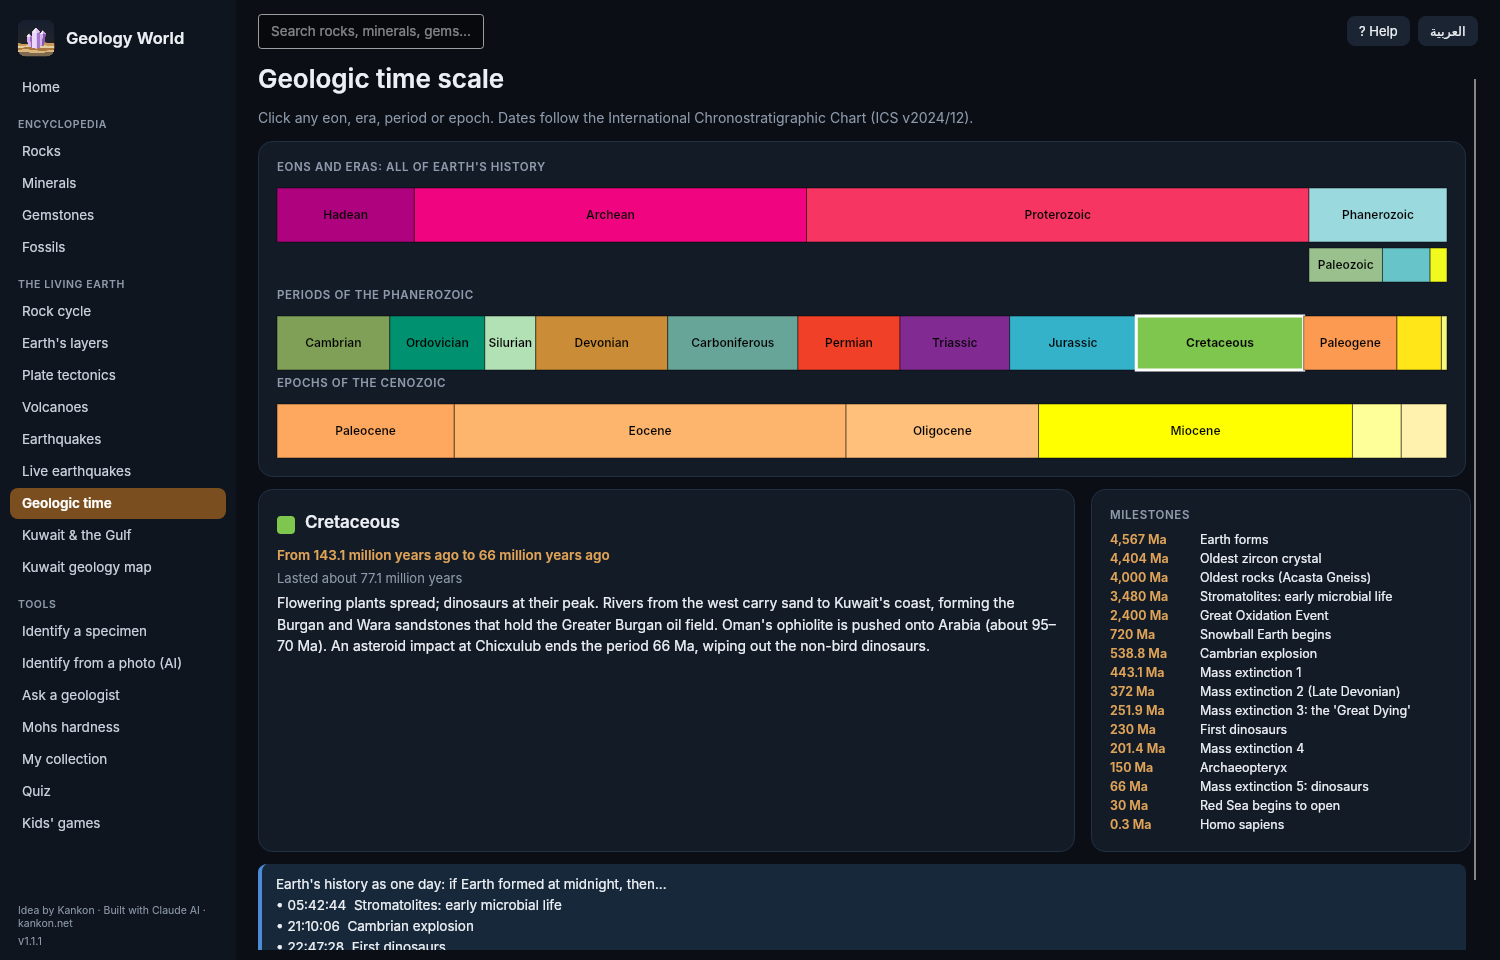 Geology World
Search rocks, minerals, gems...
? Help
العربية
Home
ENCYCLOPEDIA
Rocks
Minerals
Gemstones
Fossils
THE LIVING EARTH
Rock cycle
Earth's layers
Plate tectonics
Volcanoes
Earthquakes
Live earthquakes
Geologic time
Kuwait & the Gulf
Kuwait geology map
TOOLS
Identify a specimen
Identify from a photo (AI)
Ask a geologist
Mohs hardness
My collection
Quiz
Kids' games
Idea by Kankon · Built with Claude AI ·
kankon.net
v1.1.1
Geologic time scale
Click any eon, era, period or epoch. Dates follow the International Chronostratigraphic Chart (ICS v2024/12).
EONS AND ERAS: ALL OF EARTH'S HISTORY
Hadean Archean Proterozoic Phanerozoic
Paleozoic
PERIODS OF THE PHANEROZOIC
Cambrian Ordovician Silurian Devonian Carboniferous Permian Triassic Jurassic Cretaceous Paleogene
EPOCHS OF THE CENOZOIC
Paleocene Eocene Oligocene Miocene
Cretaceous
From 143.1 million years ago to 66 million years ago
Lasted about 77.1 million years
Flowering plants spread; dinosaurs at their peak. Rivers from the west carry sand to Kuwait's coast, forming the
Burgan and Wara sandstones that hold the Greater Burgan oil field. Oman's ophiolite is pushed onto Arabia (about 95–
70 Ma). An asteroid impact at Chicxulub ends the period 66 Ma, wiping out the non-bird dinosaurs.
MILESTONES
4,567 Ma Earth forms
4,404 Ma Oldest zircon crystal
4,000 Ma Oldest rocks (Acasta Gneiss)
3,480 Ma Stromatolites: early microbial life
2,400 Ma Great Oxidation Event
720 Ma Snowball Earth begins
538.8 Ma Cambrian explosion
443.1 Ma Mass extinction 1
372 Ma Mass extinction 2 (Late Devonian)
251.9 Ma Mass extinction 3: the 'Great Dying'
230 Ma First dinosaurs
201.4 Ma Mass extinction 4
150 Ma Archaeopteryx
66 Ma Mass extinction 5: dinosaurs
30 Ma Red Sea begins to open
0.3 Ma Homo sapiens
Earth's history as one day: if Earth formed at midnight, then...
• 05:42:44 Stromatolites: early microbial life
• 21:10:06 Cambrian explosion
• 22:47:28 First dinosaurs